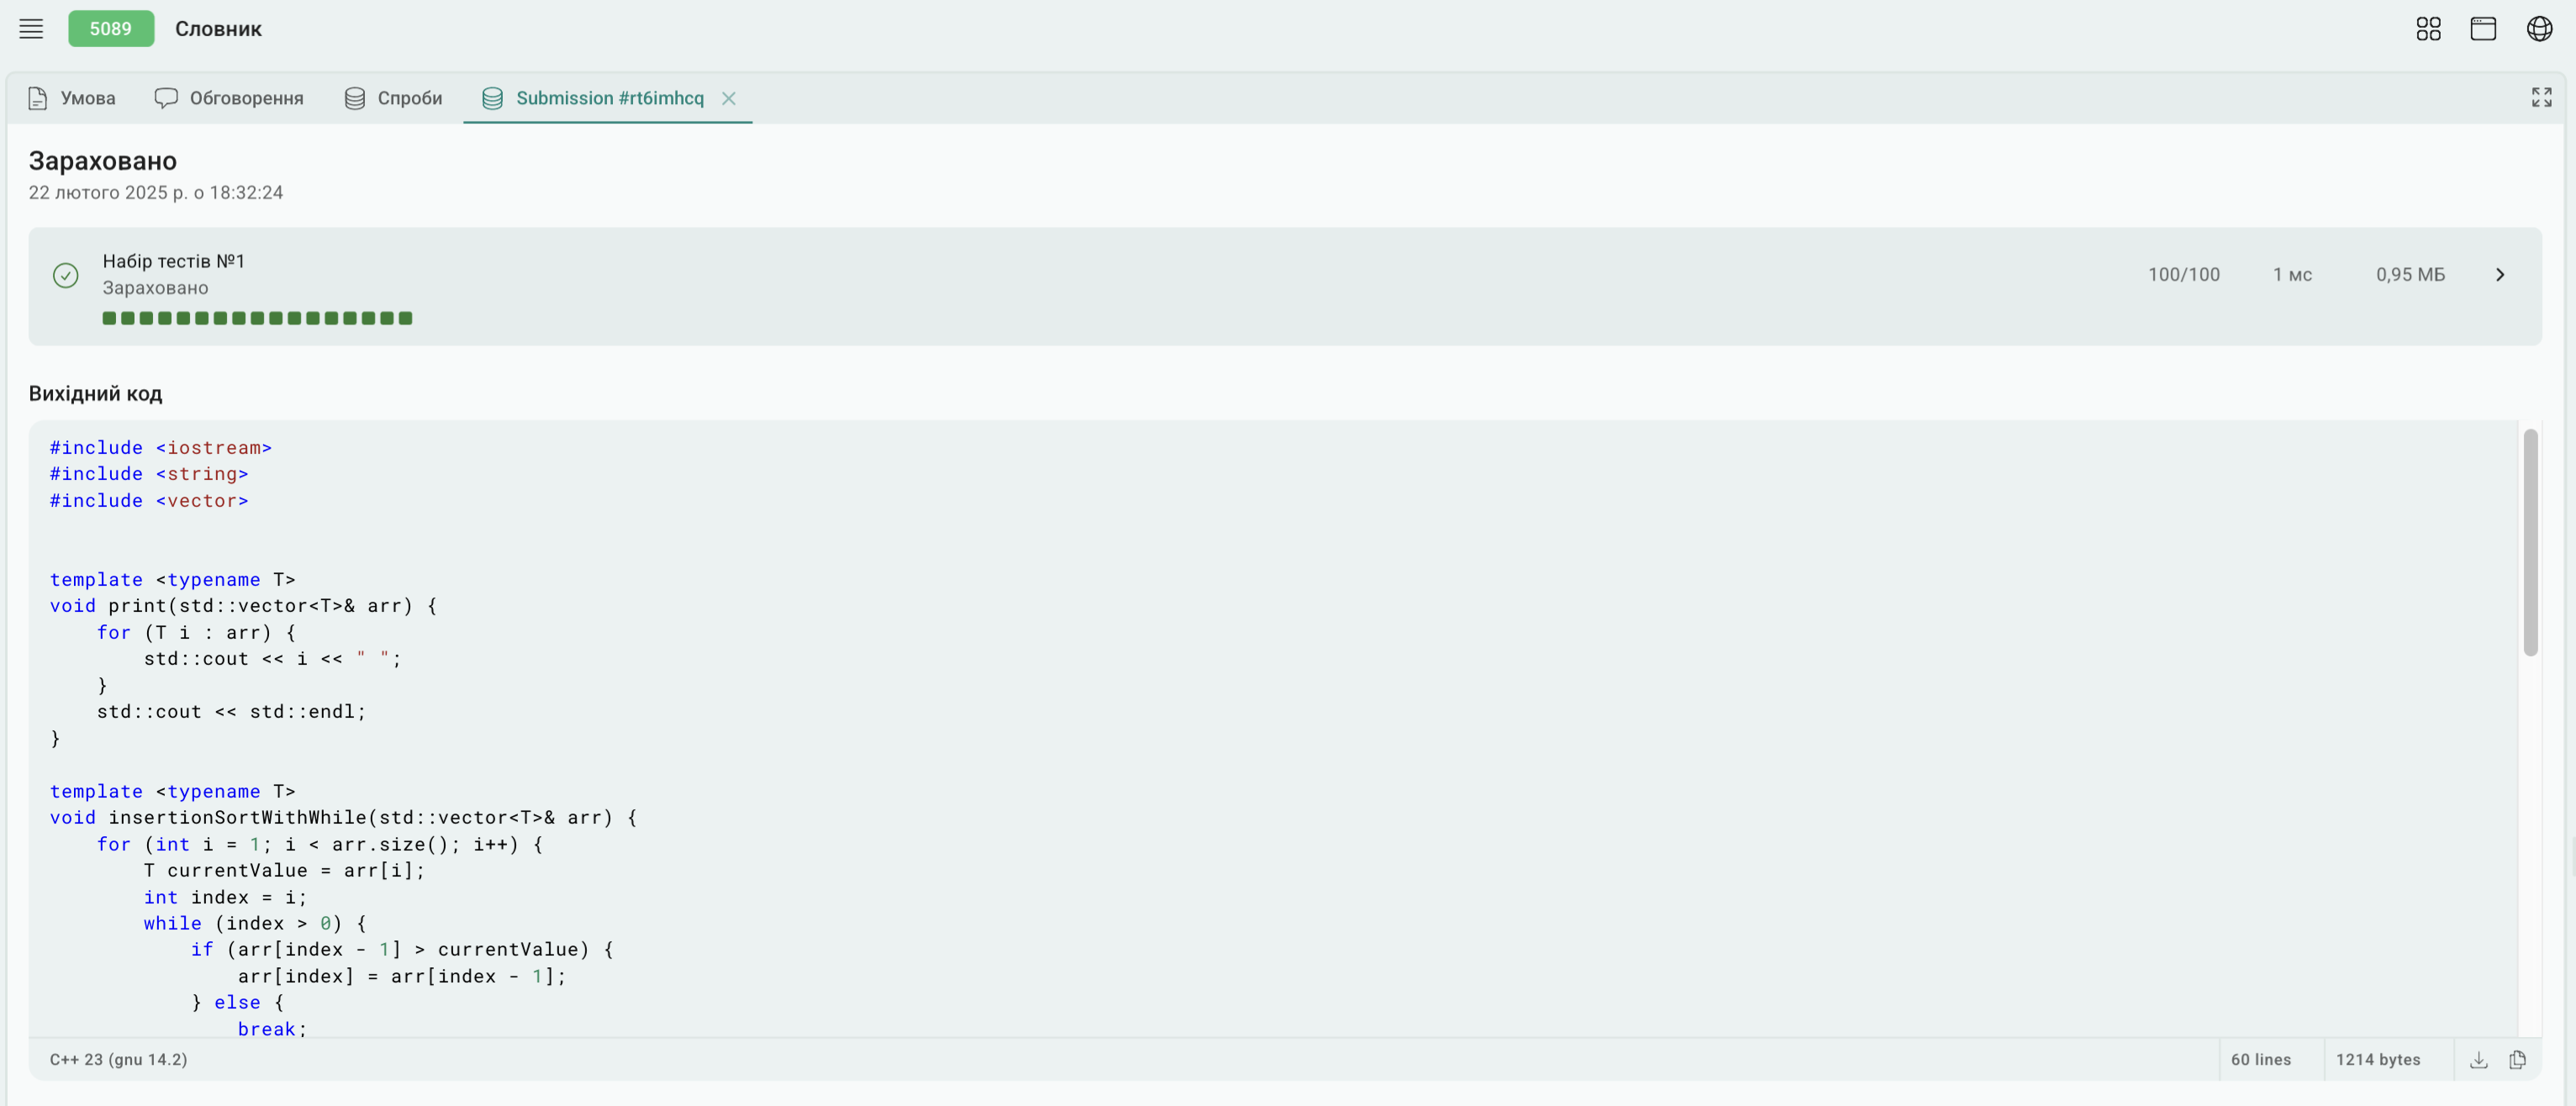 5089 Словник
Умова Обговорення Спроби Submission #rt6imhcq
Зараховано
22 лютого 2025 р. о 18:32:24
Набір тестів №1
Зараховано
100/100 1 мс 0,95 МБ
Вихідний код
#include <iostream>
#include <string>
#include <vector>
template <typename T>
void print(std::vector<T>& arr) {
    for (T i : arr) {
        std::cout << i << " ";
    }
    std::cout << std::endl;
}
template <typename T>
void insertionSortWithWhile(std::vector<T>& arr) {
    for (int i = 1; i < arr.size(); i++) {
        T currentValue = arr[i];
        int index = i;
        while (index > 0) {
            if (arr[index - 1] > currentValue) {
                arr[index] = arr[index - 1];
            } else {
                break;
C++ 23 (gnu 14.2) 60 lines 1214 bytes